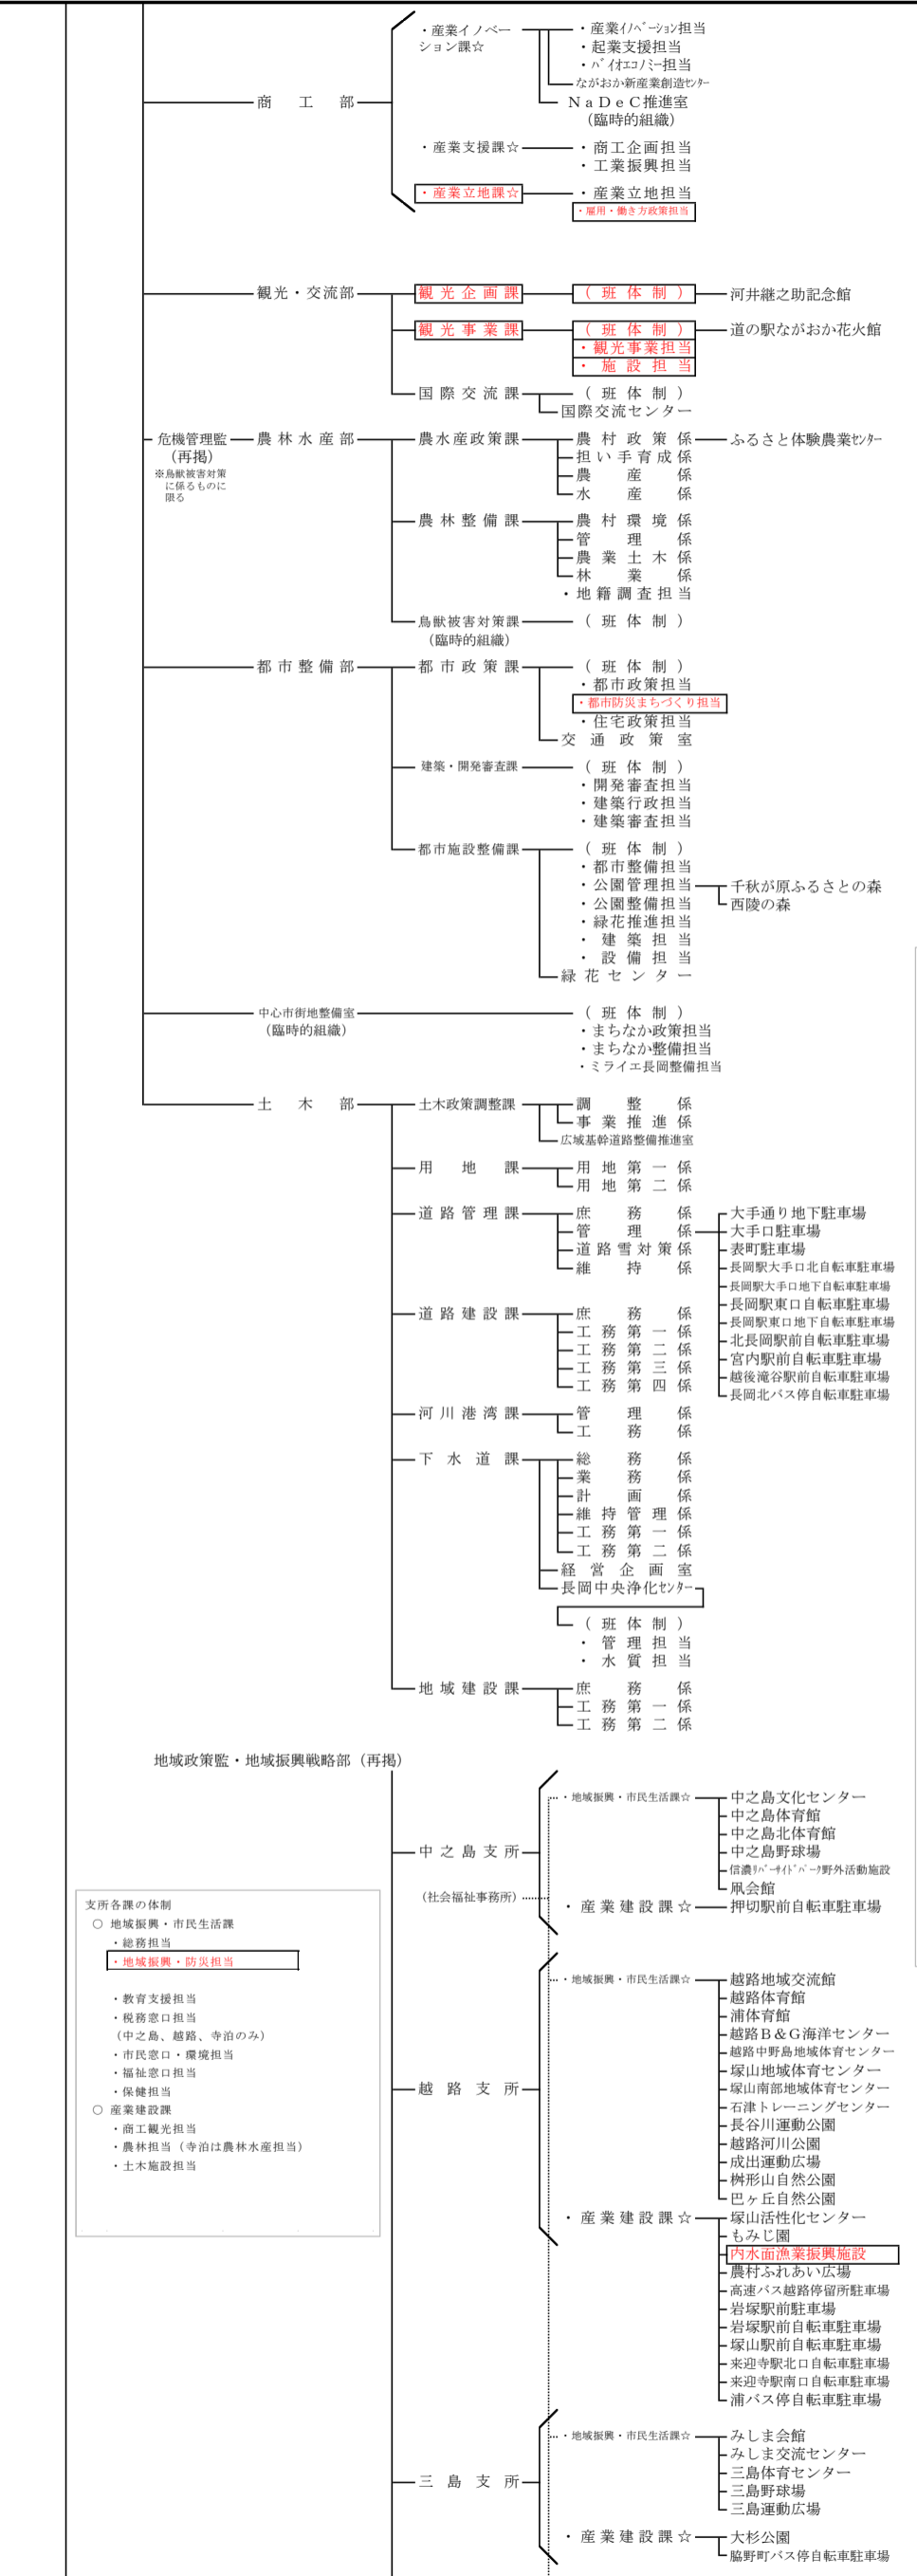 ・産業イノベー
ション課☆
・産業ｲﾉﾍﾞｰｼｮﾝ担当
・起業支援担当
・ﾊﾞｲｵｴｺﾉﾐｰ担当
ながおか新産業創造ｾﾝﾀｰ
商工部
ＮａＤｅＣ推進室
（臨時的組織）
・産業支援課☆
・商工企画担当
・工業振興担当
・産業立地課☆
・産業立地担当
・雇用・働き方政策担当
観光・交流部
観光企画課
（班体制）
河井継之助記念館
観光事業課
（班体制）
道の駅ながおか花火館
・観光事業担当
・施設担当
国際交流課
（班体制）
国際交流センター
危機管理監
（再掲）
※鳥獣被害対策
に係るものに
限る
農林水産部
農水産政策課
農村政策係
ふるさと体験農業ｾﾝﾀｰ
担い手育成係
農産係
水産係
農林整備課
農村環境係
管理係
農業土木係
林業係
・地籍調査担当
鳥獣被害対策課
（臨時的組織）
（班体制）
都市整備部
都市政策課
（班体制）
・都市政策担当
・都市防災まちづくり担当
・住宅政策担当
交通政策室
建築・開発審査課
（班体制）
・開発審査担当
・建築行政担当
・建築審査担当
都市施設整備課
（班体制）
・都市整備担当
・公園管理担当
千秋が原ふるさとの森
西陵の森
・公園整備担当
・緑花推進担当
・建築担当
・設備担当
緑花センター
中心市街地整備室
（臨時的組織）
（班体制）
・まちなか政策担当
・まちなか整備担当
・ミライエ長岡整備担当
土木部
土木政策調整課
調整係
事業推進係
広域基幹道路整備推進室
用地課
用地第一係
用地第二係
道路管理課
庶務係
管理係
道路雪対策係
維持係
大手通り地下駐車場
大手口駐車場
表町駐車場
長岡駅大手口北自転車駐車場
長岡駅大手口地下自転車駐車場
長岡駅東口自転車駐車場
長岡駅東口地下自転車駐車場
北長岡駅前自転車駐車場
宮内駅前自転車駐車場
越後滝谷駅前自転車駐車場
長岡北バス停自転車駐車場
道路建設課
庶務係
工務第一係
工務第二係
工務第三係
工務第四係
河川港湾課
管理係
工務係
下水道課
総務係
業務係
計画係
維持管理係
工務第一係
工務第二係
経営企画室
長岡中央浄化ｾﾝﾀｰ
（班体制）
・管理担当
・水質担当
地域建設課
庶務係
工務第一係
工務第二係
地域政策監・地域振興戦略部（再掲）
中之島支所
（社会福祉事務所）
・地域振興・市民生活課☆
中之島文化センター
中之島体育館
中之島北体育館
中之島野球場
信濃ﾘﾊﾞｰｻｲﾄﾞﾊﾟｰｸ野外活動施設
凧会館
・産業建設課☆
押切駅前自転車駐車場
支所各課の体制
○ 地域振興・市民生活課
・総務担当
・地域振興・防災担当
・教育支援担当
・税務窓口担当
（中之島、越路、寺泊のみ）
・市民窓口・環境担当
・福祉窓口担当
・保健担当
○ 産業建設課
・商工観光担当
・農林担当（寺泊は農林水産担当）
・土木施設担当
越路支所
・地域振興・市民生活課☆
越路地域交流館
越路体育館
浦体育館
越路Ｂ＆Ｇ海洋センター
越路中野島地域体育センター
塚山地域体育センター
塚山南部地域体育センター
石津トレーニングセンター
長谷川運動公園
越路河川公園
成出運動広場
桝形山自然公園
巴ヶ丘自然公園
・産業建設課☆
塚山活性化センター
もみじ園
内水面漁業振興施設
農村ふれあい広場
高速バス越路停留所駐車場
岩塚駅前駐車場
岩塚駅前自転車駐車場
塚山駅前自転車駐車場
来迎寺駅北口自転車駐車場
来迎寺駅南口自転車駐車場
浦バス停自転車駐車場
三島支所
・地域振興・市民生活課☆
みしま会館
みしま交流センター
三島体育センター
三島野球場
三島運動広場
・産業建設課☆
大杉公園
脇野町バス停自転車駐車場